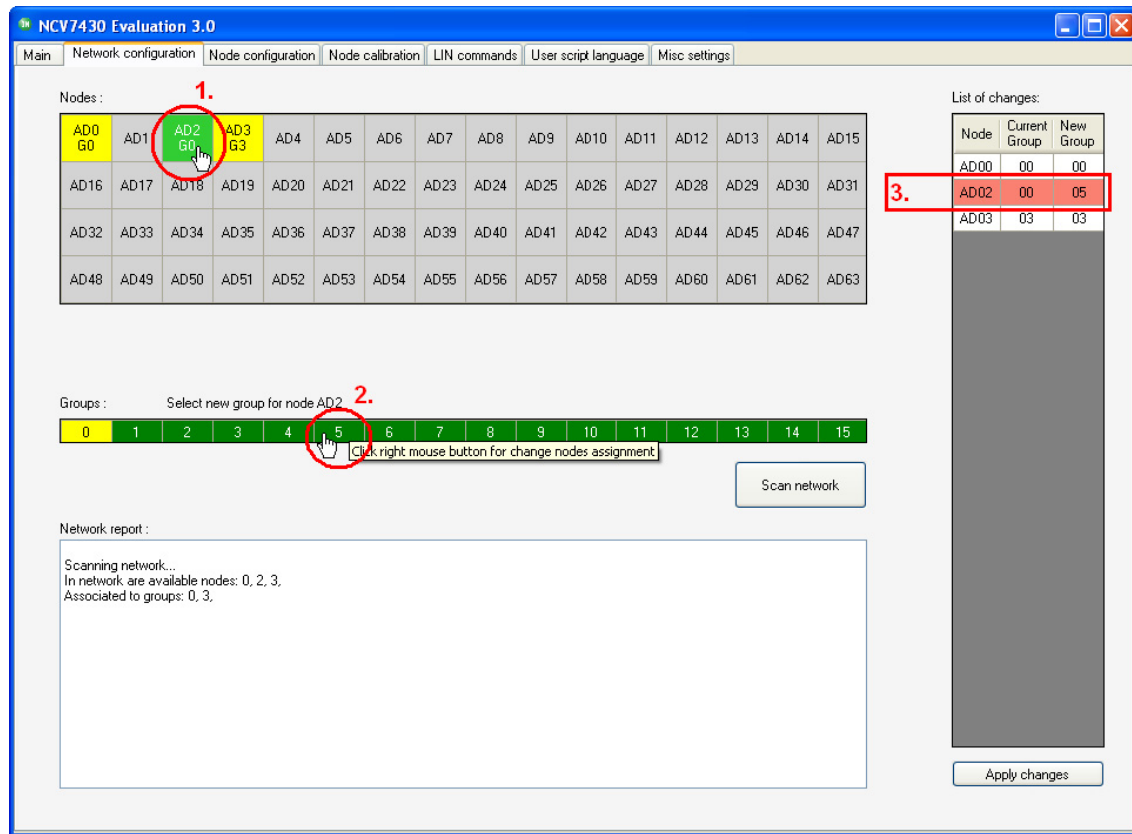 NCV7430 Evaluation 3.0
Main Network configuration Node configuration Node calibration LIN commands User script language Misc settings
1.
Nodes :
List of changes:
AD0 G0 AD1 AD2 G0 AD3 G3 AD4 AD5 AD6 AD7 AD8 AD9 AD10 AD11 AD12 AD13 AD14 AD15
AD16 AD17 AD18 AD19 AD20 AD21 AD22 AD23 AD24 AD25 AD26 AD27 AD28 AD29 AD30 AD31
AD32 AD33 AD34 AD35 AD36 AD37 AD38 AD39 AD40 AD41 AD42 AD43 AD44 AD45 AD46 AD47
AD48 AD49 AD50 AD51 AD52 AD53 AD54 AD55 AD56 AD57 AD58 AD59 AD60 AD61 AD62 AD63
Node Current Group New Group
AD00 00 00
3.
AD02 00 05
AD03 03 03
Groups : Select new group for node AD2
2.
0 1 2 3 4 5 6 7 8 9 10 11 12 13 14 15
Click right mouse button for change nodes assignment
Scan network
Network report :
Scanning network...
In network are available nodes: 0, 2, 3,
Associated to groups: 0, 3,
Apply changes